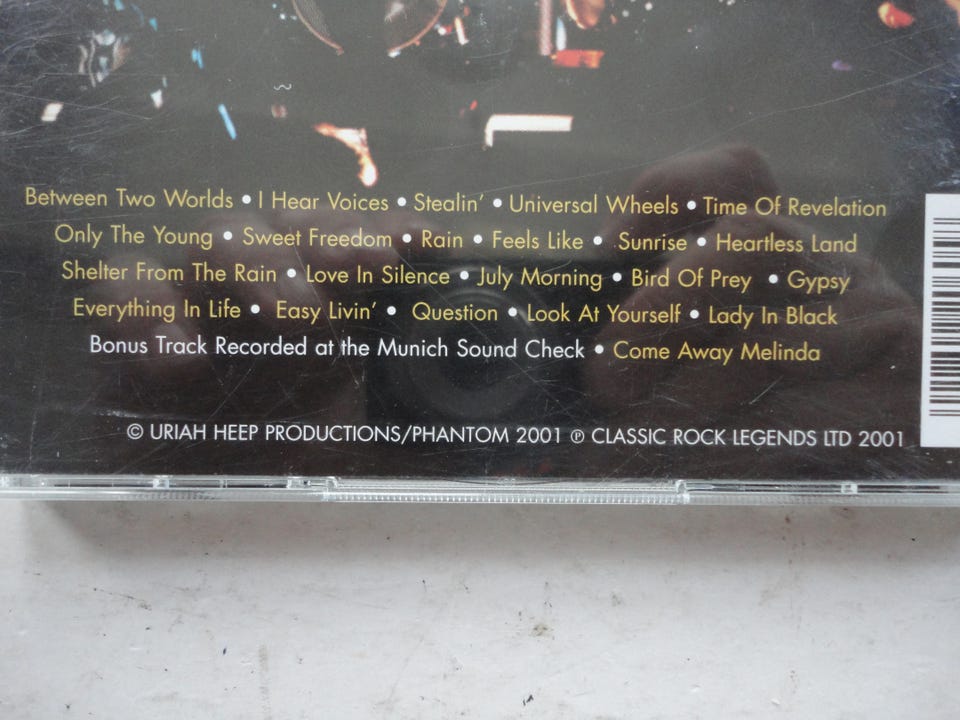 Between Two Worlds • I Hear Voices • Stealin' • Universal Wheels • Time Of Revelation
Only The Young • Sweet Freedom • Rain • Feels Like • Sunrise • Heartless Land
Shelter From The Rain • Love In Silence • July Morning • Bird Of Prey • Gypsy
Everything In Life • Easy Livin' • Question • Look At Yourself • Lady In Black
Bonus Track Recorded at the Munich Sound Check • Come Away Melinda
© URIAH HEEP PRODUCTIONS/PHANTOM 2001 ℗ CLASSIC ROCK LEGENDS LTD 2001